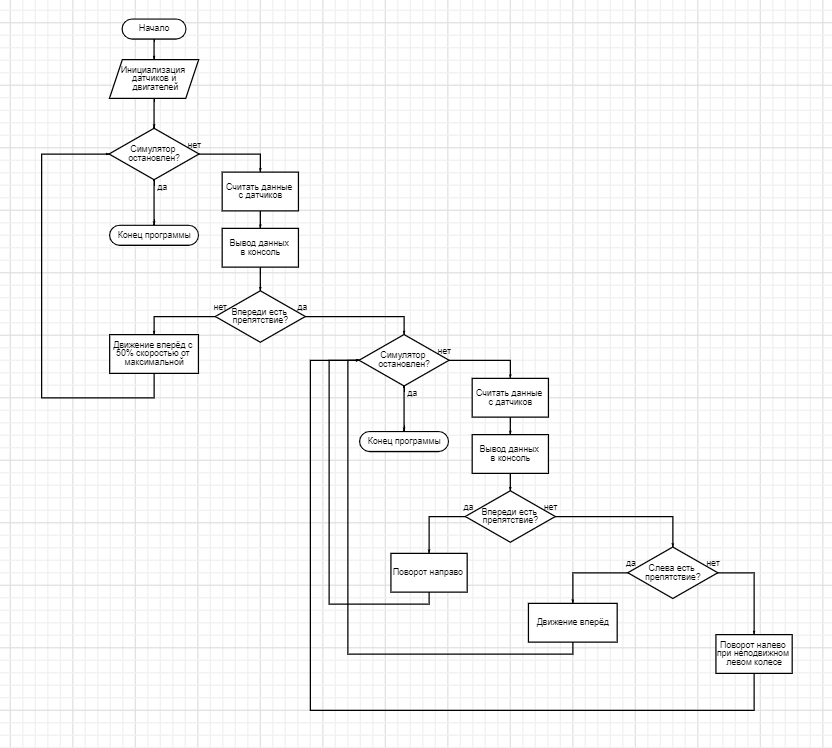 Начало
Инициализация
датчиков и
двигателей
Симулятор
остановлен?
нет
да
Считать данные
с датчиков
Конец программы
Вывод данных
в консоль
Впереди есть
препятствие?
нет
да
Движение вперёд с
50% скоростью от
максимальной
Симулятор
остановлен?
нет
да
Считать данные
с датчиков
Конец программы
Вывод данных
в консоль
Впереди есть
препятствие?
да
нет
Поворот направо
Слева есть
препятствие?
да
нет
Движение вперёд
Поворот налево
при неподвижном
левом колесе